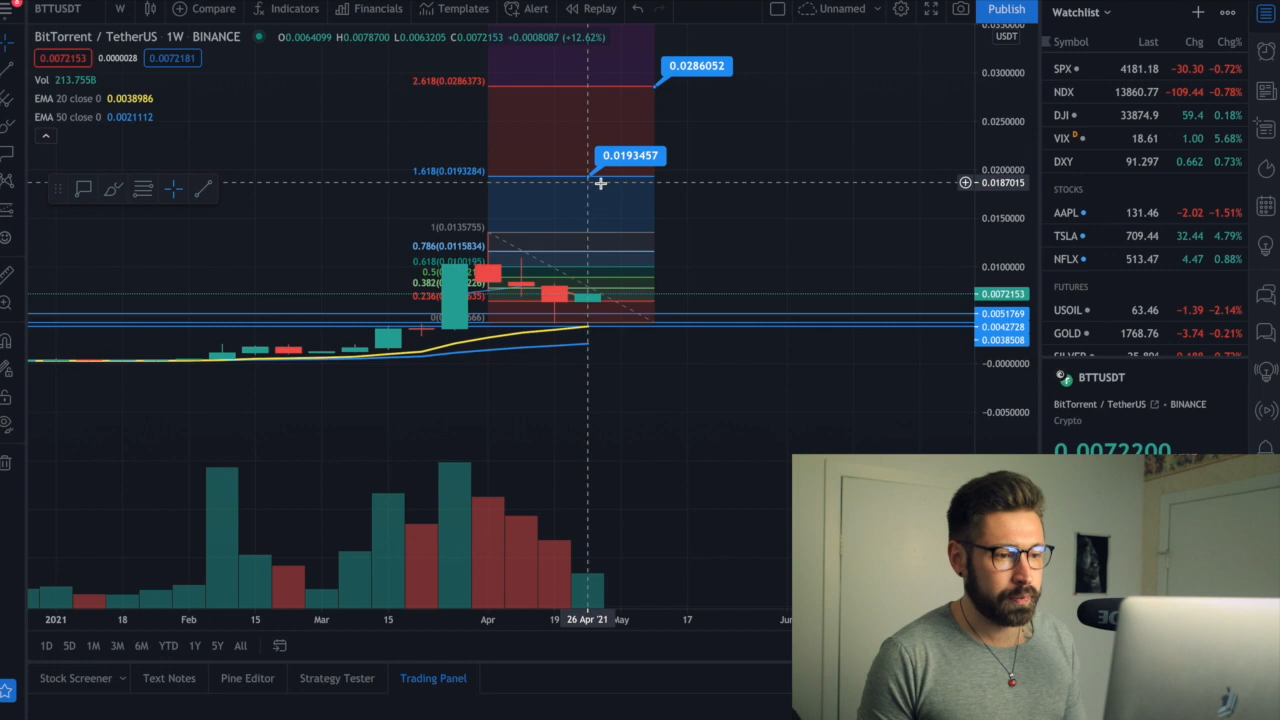 BTTUSDT W Compare Indicators Financials Templates Alert Replay Unnamed Publish
BitTorrent / TetherUS · 1W · BINANCE O0.0064099 H0.0078700 L0.0063205 C0.0072153 +0.0008087 (+12.62%)
0.0072153 0.0000028 0.0072181
Vol 213.755B
EMA 20 close 0 0.0038986
EMA 50 close 0 0.0021112
USDT
0.0300000
0.0250000
0.0200000
0.0187015
0.0150000
0.0100000
0.0072153
0.0051769
0.0042728
0.0038508
-0.0000000
-0.0050000
0.0286052
2.618(0.0286373)
0.0193457
1.618(0.0193284)
1(0.0135755)
0.786(0.0115834)
0.618(0.0100195)
2021 18 Feb 15 Mar 15 Apr 19 26 Apr '21 May 17
1D 5D 1M 3M 6M YTD 1Y 5Y All
Stock Screener Text Notes Pine Editor Strategy Tester Trading Panel
Watchlist
Symbol Last Chg Chg%
SPX 4181.18 -30.30 -0.72%
NDX 13860.77 -109.44 -0.78%
DJI 33874.9 59.4 0.18%
VIX D 18.61 1.00 5.68%
DXY 91.297 0.662 0.73%
STOCKS
AAPL 131.46 -2.02 -1.51%
TSLA 709.44 32.44 4.79%
NFLX 513.47 4.47 0.88%
FUTURES
USOIL 63.46 -1.39 -2.14%
GOLD 1768.76 -3.74 -0.21%
BTTUSDT
BitTorrent / TetherUS · BINANCE
Crypto
0.0072200